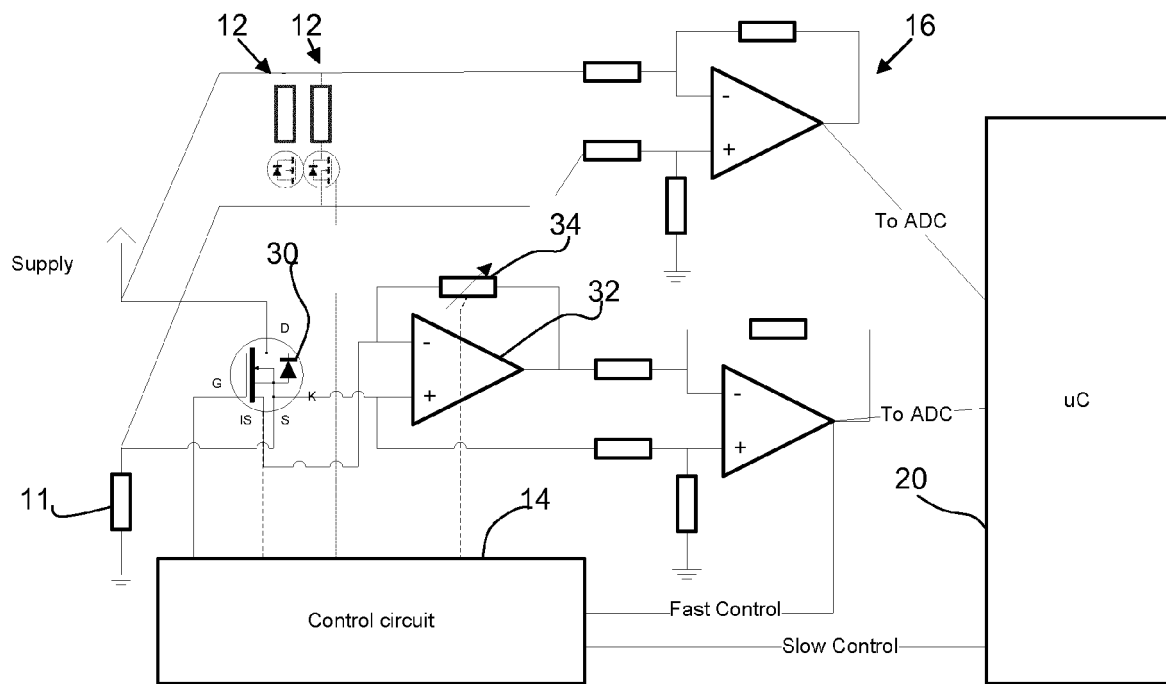 12
12
16
-
+
To ADC
34
Supply
30
32
D
-
+
G
K
IS
S
-
+
To ADC
uC
11
14
20
Fast Control
Control circuit
Slow Control